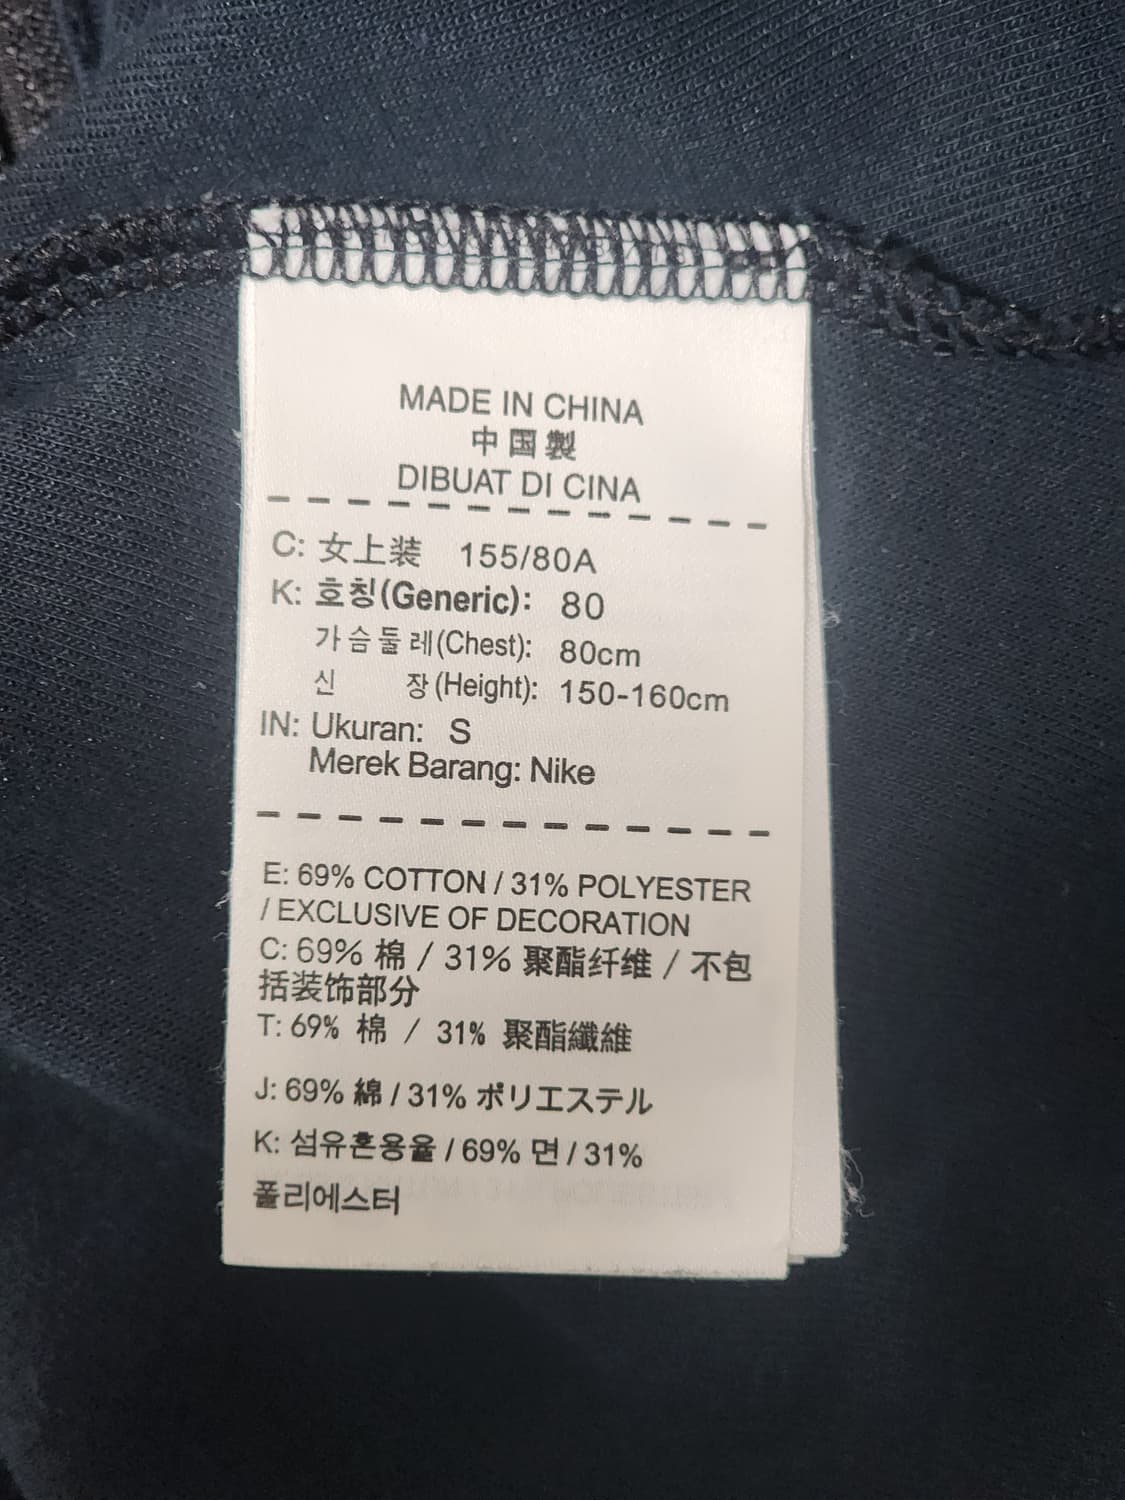 MADE IN CHINA
中国製
DIBUAT DI CINA
C: 女上装 155/80A
K: 호칭(Generic): 80
가슴둘레(Chest): 80cm
신 장(Height): 150-160cm
IN: Ukuran: S
Merek Barang: Nike
E: 69% COTTON / 31% POLYESTER
/ EXCLUSIVE OF DECORATION
C: 69% 棉 / 31% 聚酯纤维 / 不包
括装饰部分
T: 69% 棉 / 31% 聚酯纖維
J: 69% 綿 / 31% ポリエステル
K: 섬유혼용율 / 69% 면 / 31%
폴리에스터